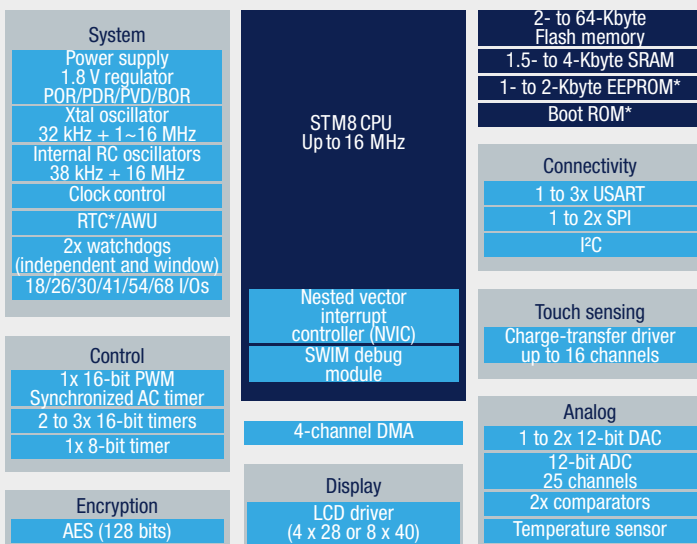 System
Power supply
1.8 V regulator
POR/PDR/PVD/BOR
Xtal oscillator
32 kHz + 1~16 MHz
Internal RC oscillators
38 kHz + 16 MHz
Clock control
RTC*/AWU
2x watchdogs
(independent and window)
18/26/30/41/54/68 I/Os
Control
1x 16-bit PWM
Synchronized AC timer
2 to 3x 16-bit timers
1x 8-bit timer
Encryption
AES (128 bits)
STM8 CPU
Up to 16 MHz
Nested vector
interrupt
controller (NVIC)
SWIM debug
module
4-channel DMA
Display
LCD driver
(4 x 28 or 8 x 40)
2- to 64-Kbyte
Flash memory
1.5- to 4-Kbyte SRAM
1- to 2-Kbyte EEPROM*
Boot ROM*
Connectivity
1 to 3x USART
1 to 2x SPI
I²C
Touch sensing
Charge-transfer driver
up to 16 channels
Analog
1 to 2x 12-bit DAC
12-bit ADC
25 channels
2x comparators
Temperature sensor